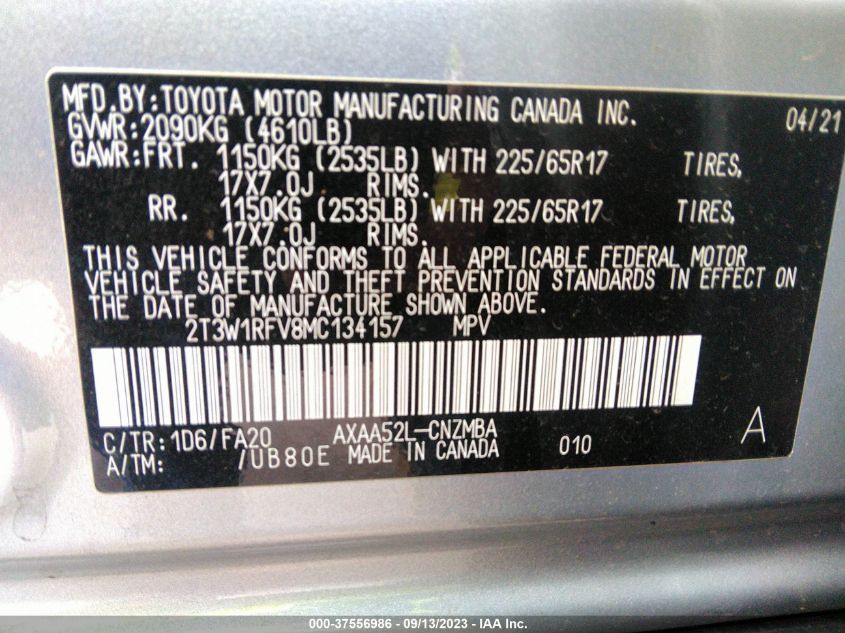 MFD.BY:TOYOTA MOTOR MANUFACTURING CANADA INC. 04/21
GVWR:2090KG (4610LB)
GAWR:FRT. 1150KG (2535LB) WITH 225/65R17 TIRES,
17X7.0J RIMS.
RR. 1150KG (2535LB) WITH 225/65R17 TIRES,
17X7.0J RIMS.
THIS VEHICLE CONFORMS TO ALL APPLICABLE FEDERAL MOTOR
VEHICLE SAFETY AND THEFT PREVENTION STANDARDS IN EFFECT ON
THE DATE OF MANUFACTURE SHOWN ABOVE.
2T3W1RFV8MC134157 MPV
C/TR:1D6/FA20 AXAA52L-CNZMBA A
A/TM: /UB80E MADE IN CANADA 010
000-37556986 - 09/13/2023 - IAA Inc.